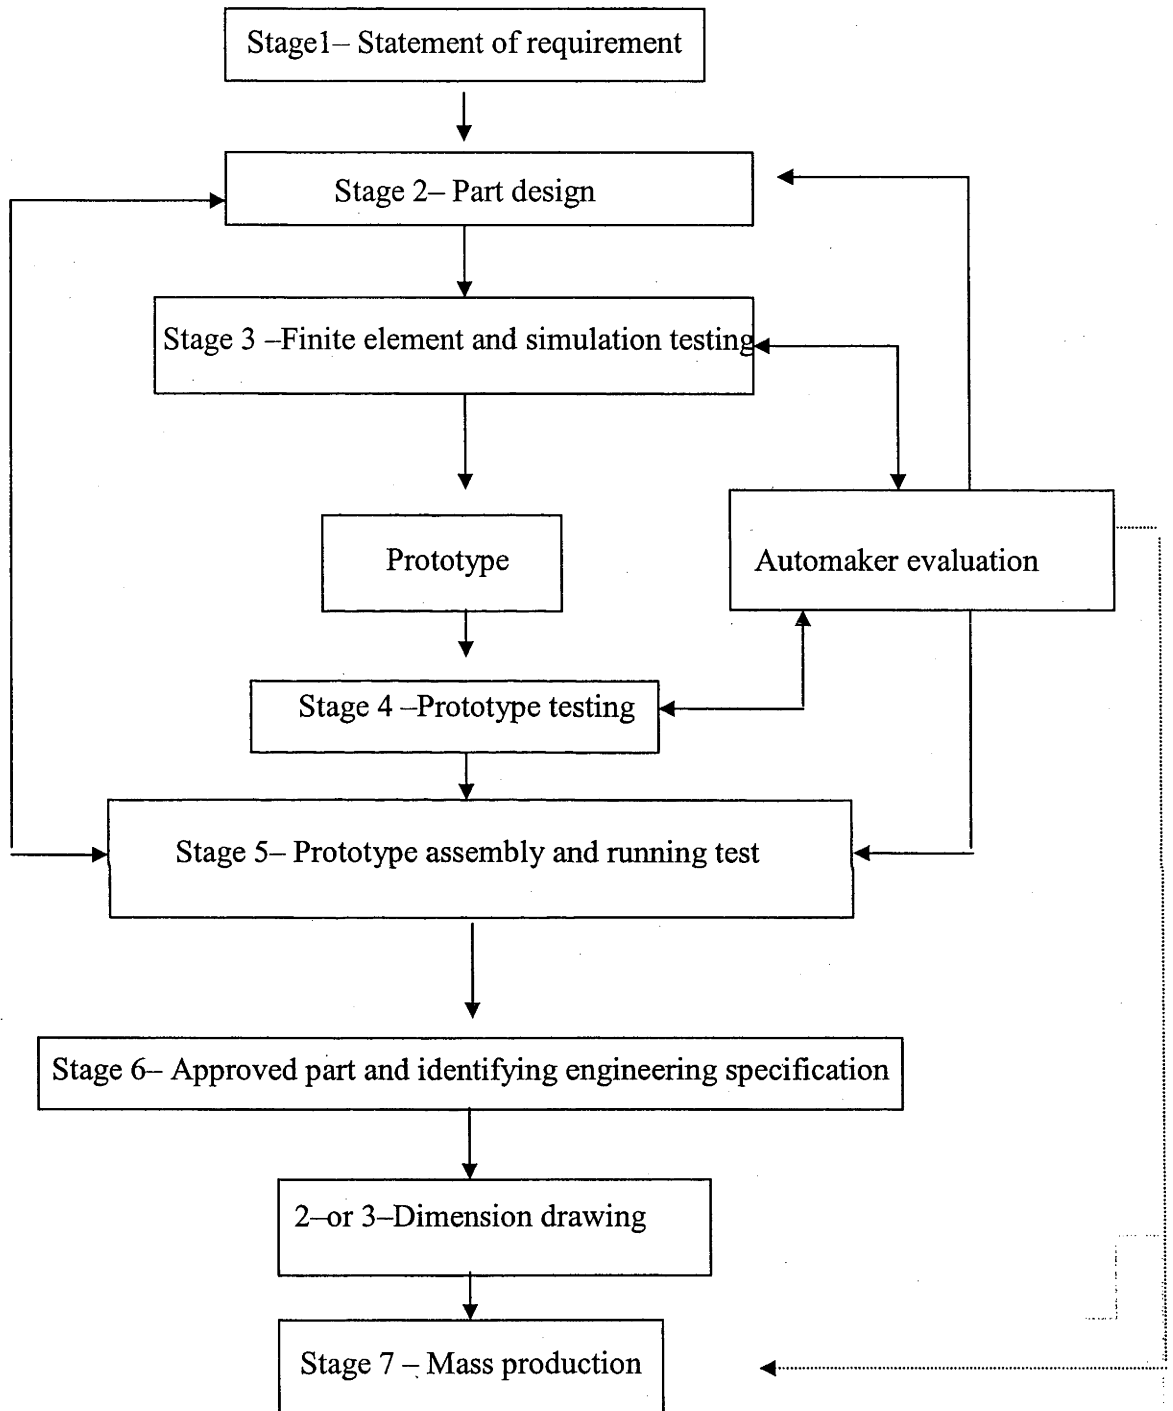 Stage1– Statement of requirement
Stage 2– Part design
Stage 3 –Finite element and simulation testing
Prototype
Automaker evaluation
Stage 4 –Prototype testing
Stage 5– Prototype assembly and running test
Stage 6– Approved part and identifying engineering specification
2–or 3–Dimension drawing
Stage 7 – Mass production